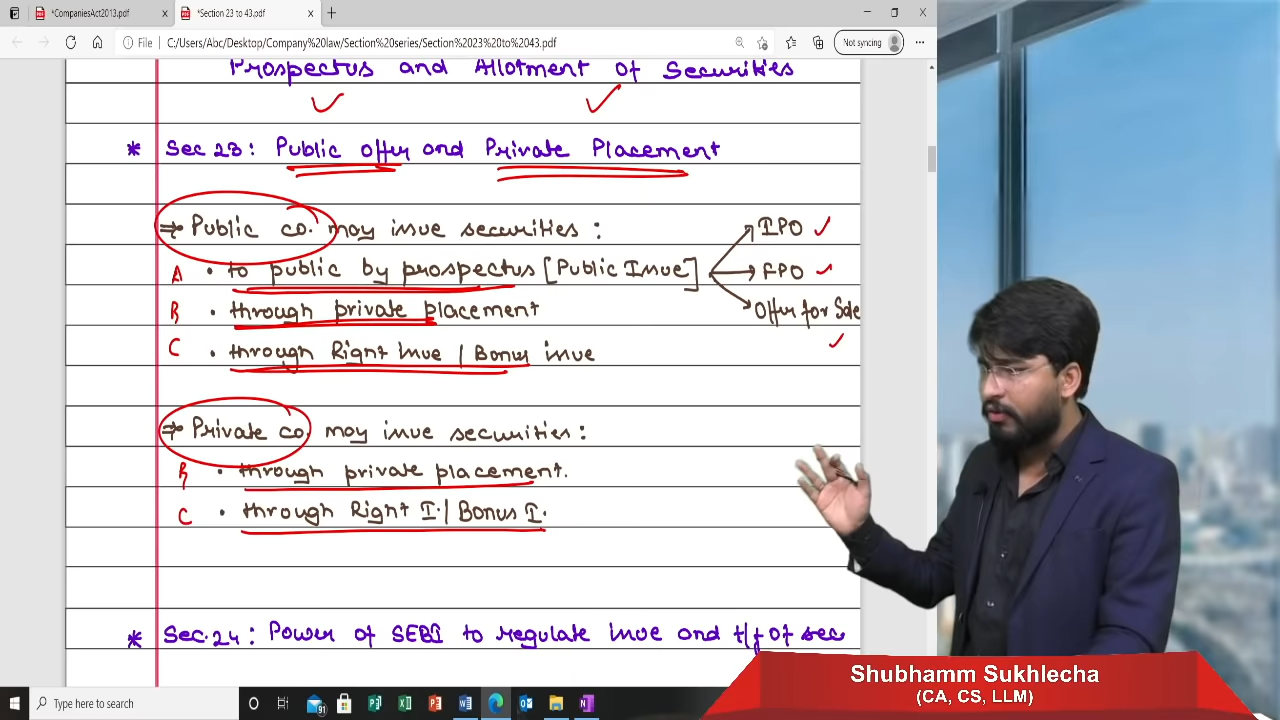 *CompaniesAct2013.pdf
*Section 23 to 43.pdf
File
C:/Users/Abc/Desktop/Company%20law/Section%20series/Section%2023%20to%2043.pdf
Not syncing
Prospectus and Allotment of Securities
* Sec 23: Public offer and Private Placement
⇒ Public co. may issue securities:
A • to public by prospectus [Public Issue]
IPO
FPO
Offer for Sale
B • through private placement
C • through Right issue / Bonus issue
⇒ Private co. may issue securities:
B • through private placement.
C • through Right I. / Bonus I.
* Sec. 24: Power of SEBI to regulate issue and t/f of sec
Shubhamm Sukhlecha
(CA, CS, LLM)
Type here to search
91